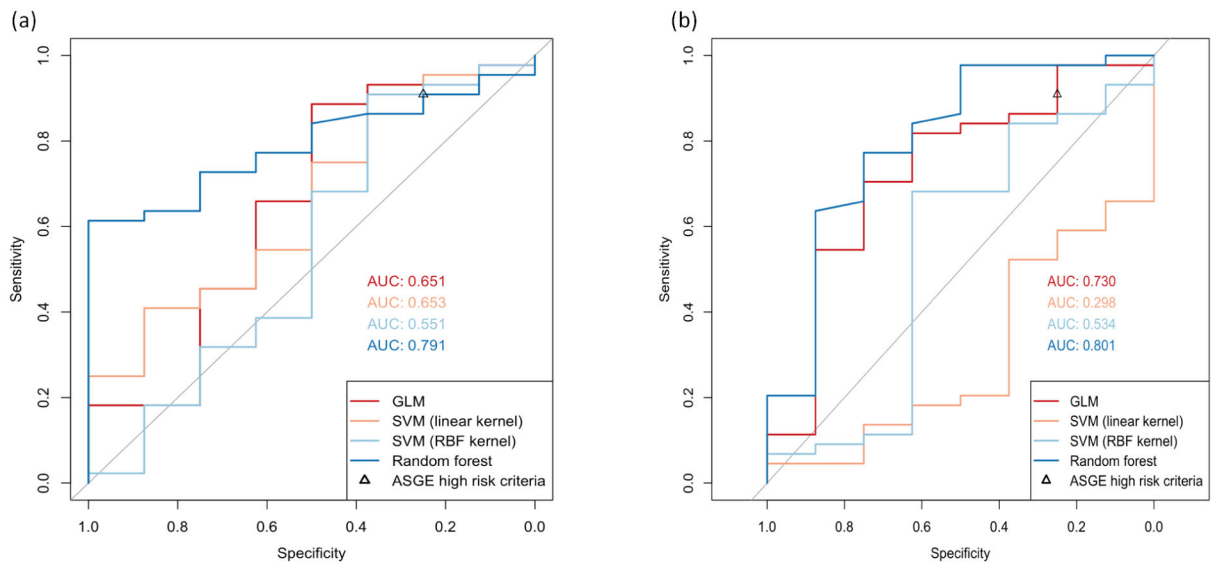 (a)
1.0
0.8
0.6
0.4
0.2
0.0
Sensitivity
AUC: 0.651
AUC: 0.653
AUC: 0.551
AUC: 0.791
GLM
SVM (linear kernel)
SVM (RBF kernel)
Random forest
ASGE high risk criteria
1.0 0.8 0.6 0.4 0.2 0.0
Specificity
(b)
1.0
0.8
0.6
0.4
0.2
0.0
Sensitivity
AUC: 0.730
AUC: 0.298
AUC: 0.534
AUC: 0.801
GLM
SVM (linear kernel)
SVM (RBF kernel)
Random forest
ASGE high risk criteria
1.0 0.8 0.6 0.4 0.2 0.0
Specificity